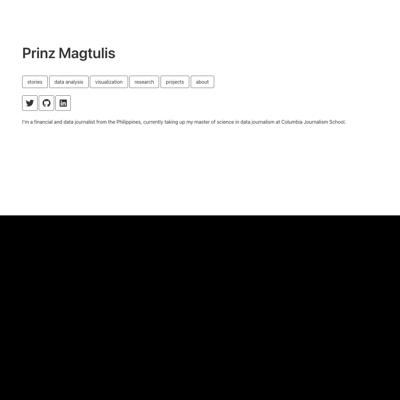 Prinz Magtulis
stories data analysis visualization research projects about
I'm a financial and data journalist from the Philippines, currently taking up my master of science in data journalism at Columbia Journalism School.